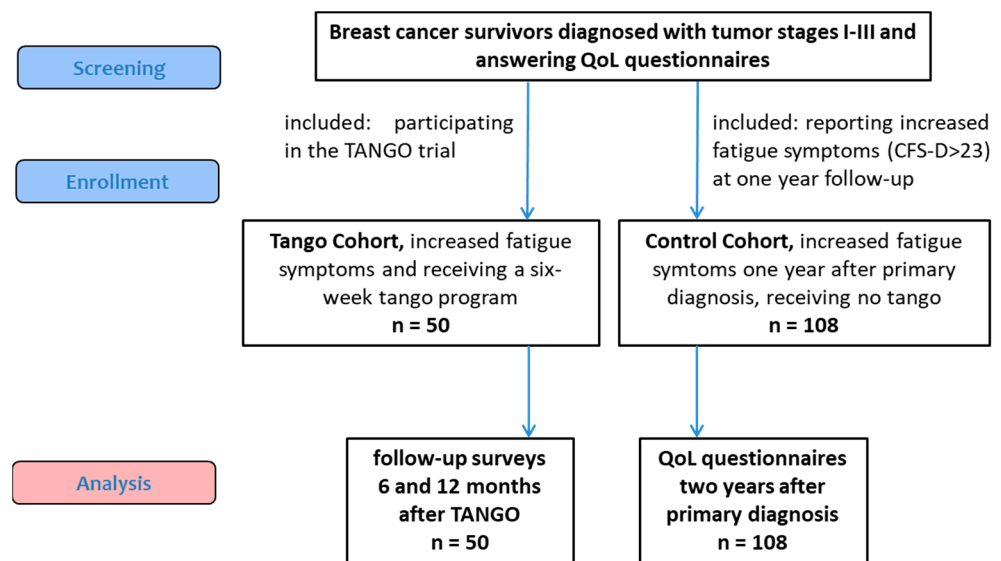 Screening
Breast cancer survivors diagnosed with tumor stages I-III and
answering QoL questionnaires
included: participating
in the TANGO trial
included: reporting increased
fatigue symptoms (CFS-D>23)
at one year follow-up
Enrollment
Tango Cohort, increased fatigue
symptoms and receiving a six-
week tango program
n = 50
Control Cohort, increased fatigue
symtoms one year after primary
diagnosis, receiving no tango
n = 108
Analysis
follow-up surveys
6 and 12 months
after TANGO
n = 50
QoL questionnaires
two years after
primary diagnosis
n = 108